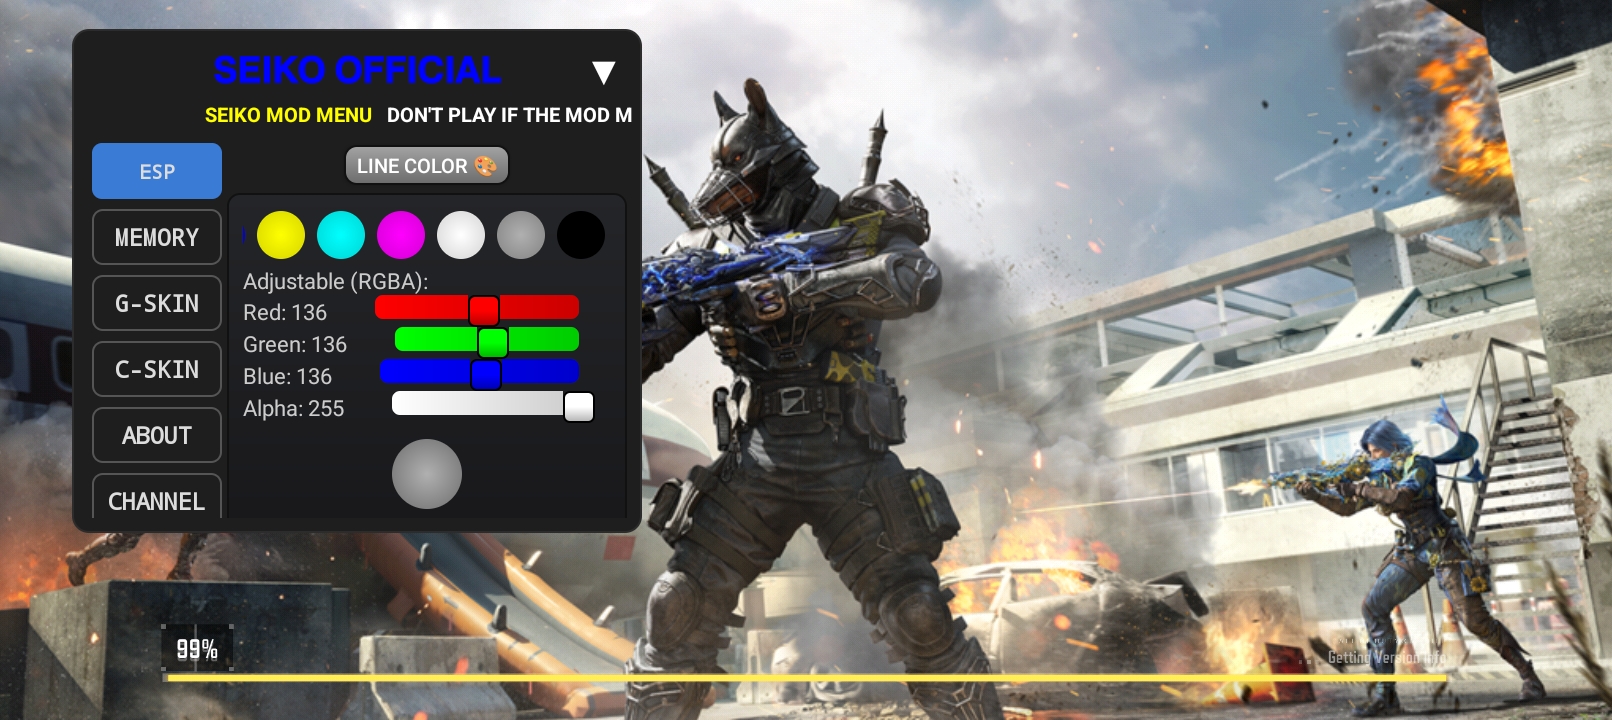 SEIKO OFFICIAL
▼
SEIKO MOD MENU DON'T PLAY IF THE MOD M
ESP
MEMORY
G-SKIN
C-SKIN
ABOUT
CHANNEL
LINE COLOR 🎨
Adjustable (RGBA):
Red: 136
Green: 136
Blue: 136
Alpha: 255
99%
Getting Version info